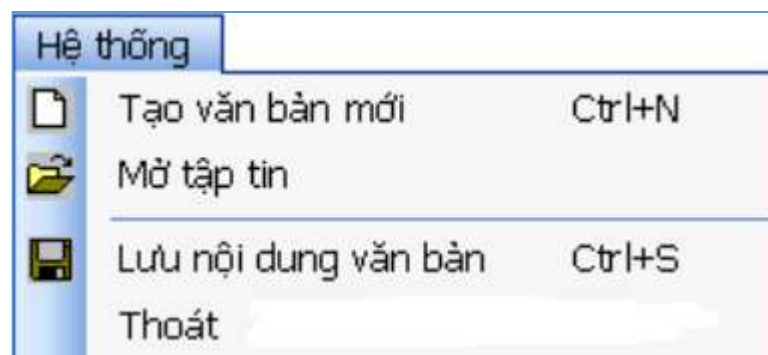 Hệ thống
Tạo văn bản mới Ctrl+N
Mở tập tin
Lưu nội dung văn bản Ctrl+S
Thoát